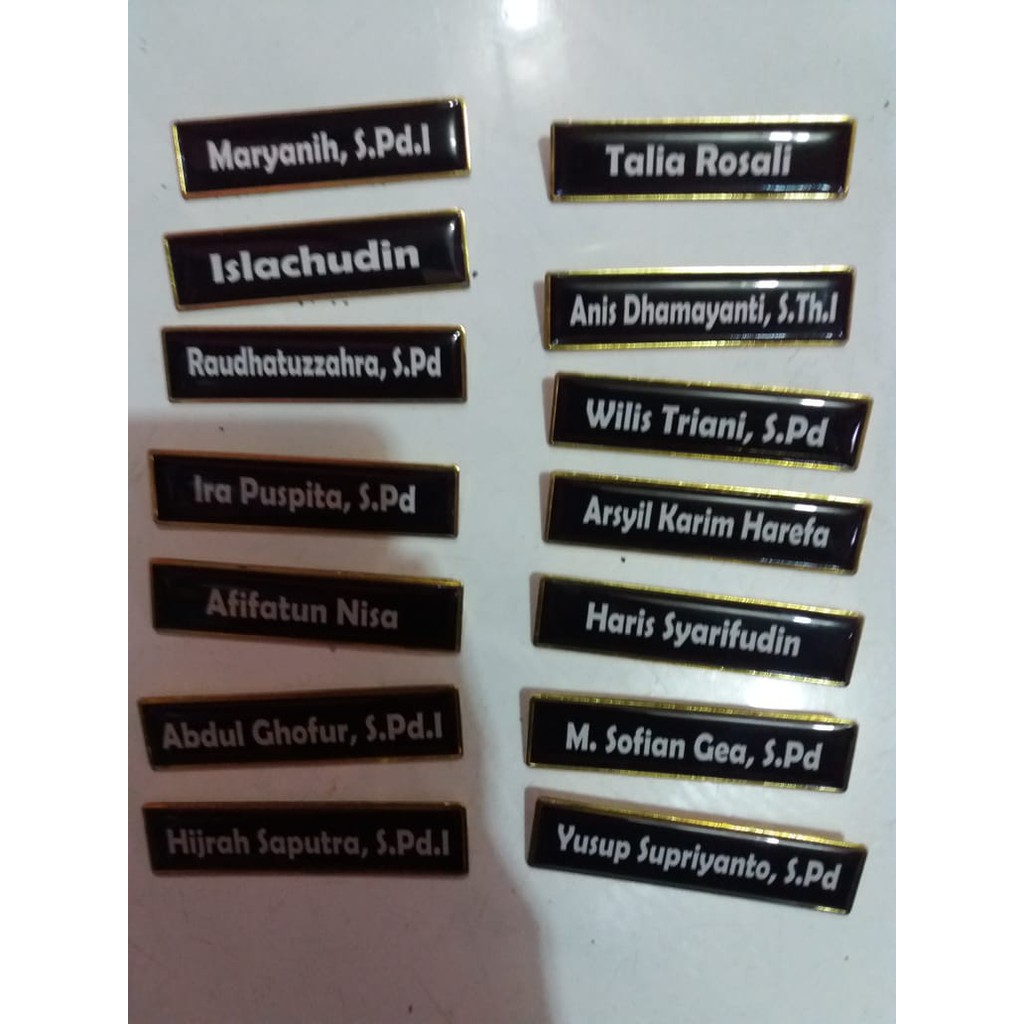 Maryanih, S.Pd.I
Islachudin
Raudhatuzzahra, S.Pd
Ira Puspita, S.Pd
Afifatun Nisa
Abdul Ghofur, S.Pd.I
Hijrah Saputra, S.Pd.I
Talia Rosali
Anis Dhamayanti, S.Th.I
Wilis Triani, S.Pd
Arsyil Karim Harefa
Haris Syarifudin
M. Sofian Gea, S.Pd
Yusup Supriyanto, S.Pd